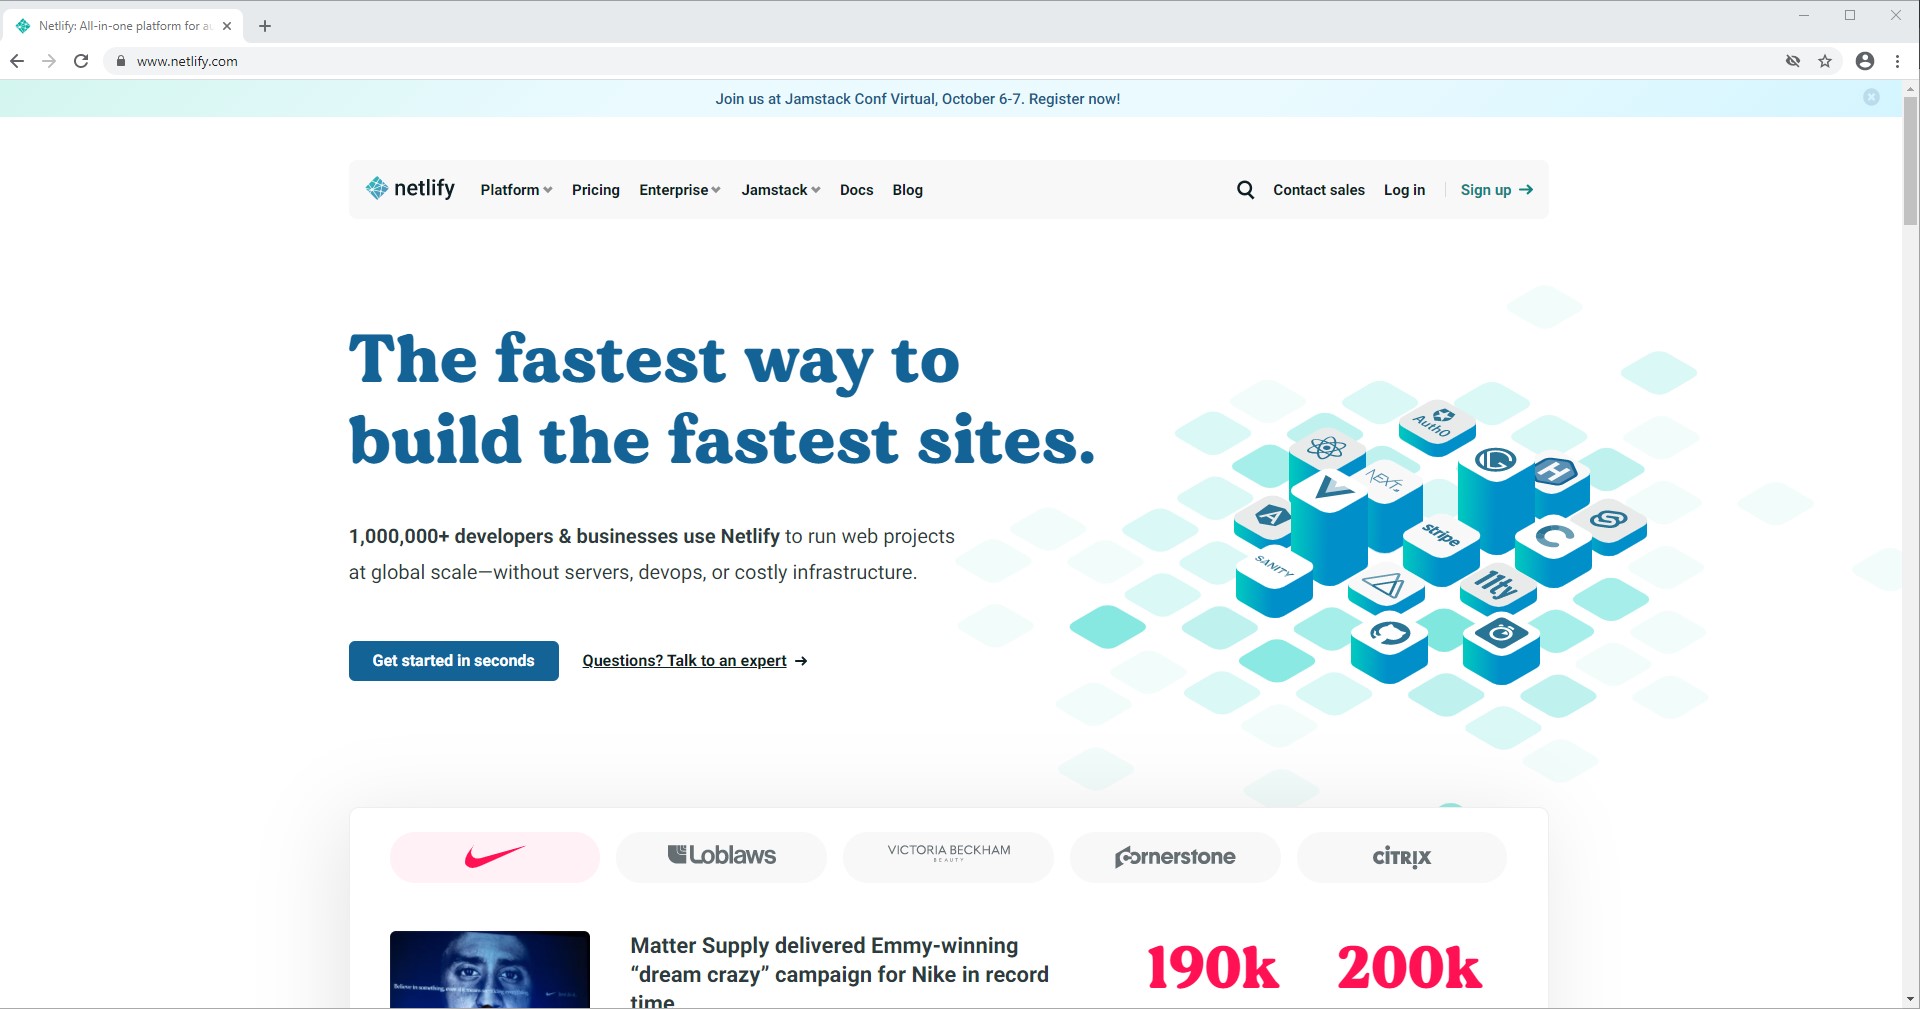 Netlify: All-in-one platform for a
www.netlify.com
Join us at Jamstack Conf Virtual, October 6-7. Register now!
netlify Platform Pricing Enterprise Jamstack Docs Blog Contact sales Log in Sign up
The fastest way to
build the fastest sites.
1,000,000+ developers & businesses use Netlify to run web projects
at global scale—without servers, devops, or costly infrastructure.
Get started in seconds Questions? Talk to an expert
Auth0
NEXT.JS
stripe
SANITY
11ty
Loblaws VICTORIA BECKHAM Cornerstone CİTRIX
BEAUTY
Matter Supply delivered Emmy-winning
“dream crazy” campaign for Nike in record
time
190k 200k